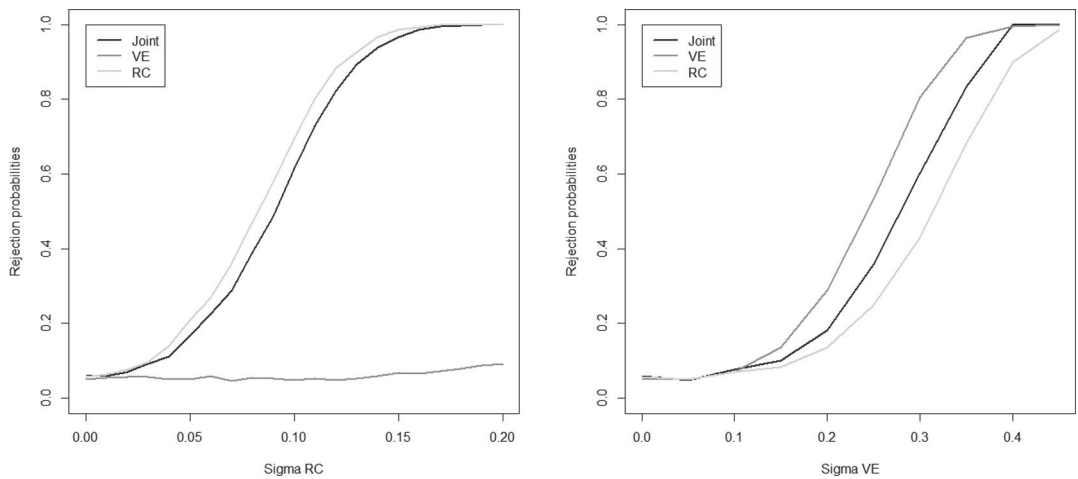 Joint
VE
RC
Rejection probabilities
1.0
0.8
0.6
0.4
0.2
0.0
0.00 0.05 0.10 0.15 0.20
Sigma RC
Joint
VE
RC
Rejection probabilities
1.0
0.8
0.6
0.4
0.2
0.0
0.0 0.1 0.2 0.3 0.4
Sigma VE